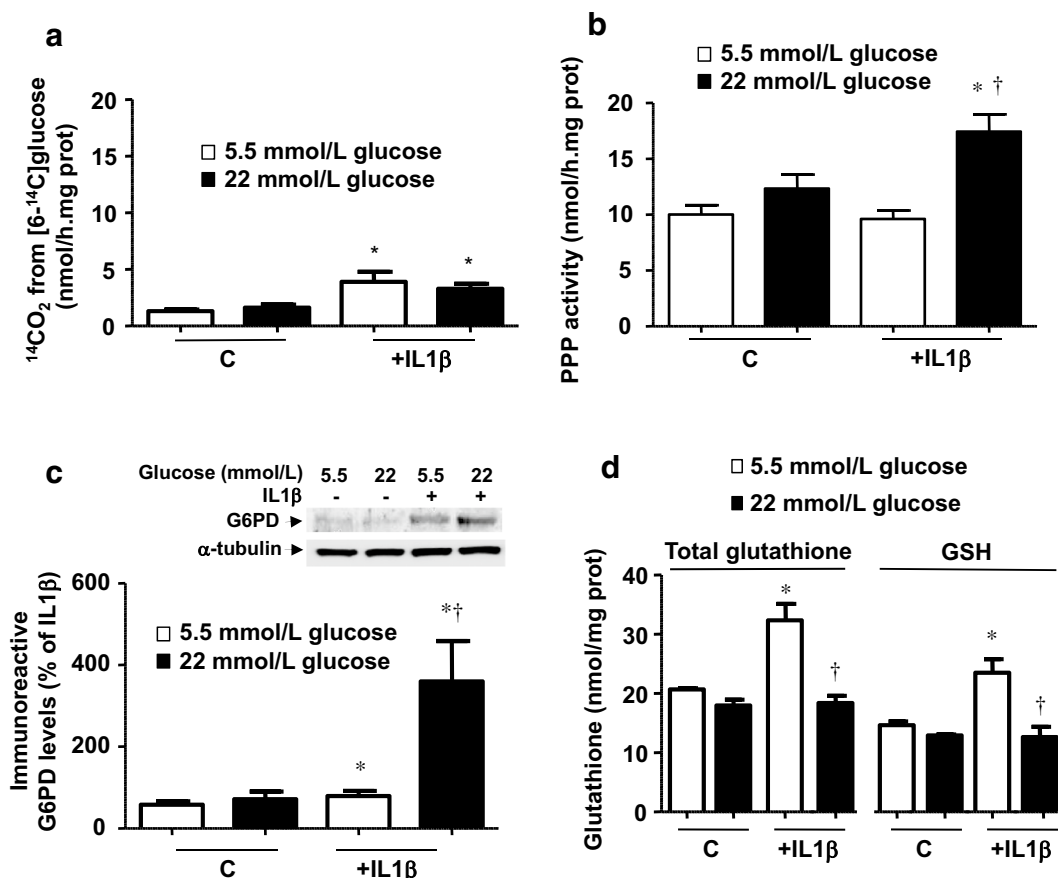 a
¹⁴CO₂ from [6-¹⁴C]glucose
(nmol/h.mg prot)
20
15
10
5
0
5.5 mmol/L glucose
22 mmol/L glucose
*
*
C
+IL1β
b
5.5 mmol/L glucose
22 mmol/L glucose
PPP activity (nmol/h.mg prot)
20
15
10
5
0
* †
C
+IL1β
c
Glucose (mmol/L) 5.5 22 5.5 22
IL1β - - + +
G6PD
α-tubulin
Immunoreactive
G6PD levels (% of IL1β)
600
400
200
0
5.5 mmol/L glucose
22 mmol/L glucose
*
*†
C
+IL1β
d
5.5 mmol/L glucose
22 mmol/L glucose
Total glutathione
GSH
Glutathione (nmol/mg prot)
40
30
20
10
0
*
†
*
†
C
+IL1β
C
+IL1β